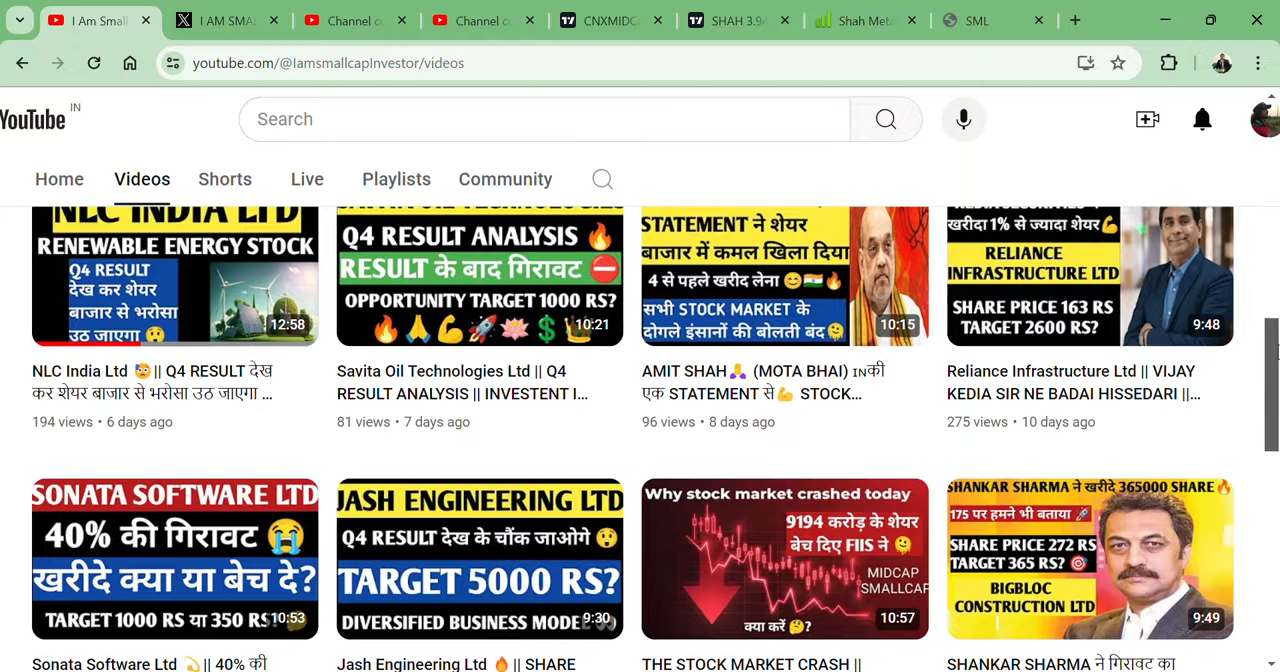 I Am Small
I AM SMAL
Channel c
Channel c
CNXMIDC
SHAH 3.94
Shah Meta
SML
youtube.com/@IamsmallcapInvestor/videos
YouTube IN
Search
Home
Videos
Shorts
Live
Playlists
Community
NLC INDIA LTD
RENEWABLE ENERGY STOCK
Q4 RESULT
देख कर शेयर
बाजार से भरोसा
उठ जाएगा
12:58
SAVITA OIL TECHNOLOGIES
Q4 RESULT ANALYSIS
RESULT के बाद गिरावट
OPPORTUNITY TARGET 1000 RS?
10:21
STATEMENT ने शेयर
बाजार में कमल खिला दिया
4 से पहले खरीद लेना
सभी STOCK MARKET के
दोगले इंसानों की बोलती बंद
10:15
खरीदा 1% से ज्यादा शेयर
RELIANCE
INFRASTRUCTURE LTD
SHARE PRICE 163 RS
TARGET 2600 RS?
9:48
NLC India Ltd || Q4 RESULT देख
कर शेयर बाजार से भरोसा उठ जाएगा ...
194 views • 6 days ago
Savita Oil Technologies Ltd || Q4
RESULT ANALYSIS || INVESTENT I...
81 views • 7 days ago
AMIT SHAH (MOTA BHAI) ɪɴकी
एक STATEMENT से STOCK...
96 views • 8 days ago
Reliance Infrastructure Ltd || VIJAY
KEDIA SIR NE BADAI HISSEDARI ||...
275 views • 10 days ago
SONATA SOFTWARE LTD
40% की गिरावट
खरीदे क्या या बेच दे?
TARGET 1000 RS या 350 RS
10:53
JASH ENGINEERING LTD
Q4 RESULT देख के चौंक जाओगे
TARGET 5000 RS?
DIVERSIFIED BUSINESS MODE
9:30
Why stock market crashed today
9194 करोड़ के शेयर
बेच दिए FIIS ने
MIDCAP
SMALLCAP
क्या करें ?
10:57
SHANKAR SHARMA ने खरीदे 365000 SHARE
175 पर हमने भी बताया
SHARE PRICE 272 RS
TARGET 365 RS?
BIGBLOC
CONSTRUCTION LTD
9:49
Sonata Software Ltd || 40% की
Jash Engineering Ltd || SHARE
THE STOCK MARKET CRASH ||
SHANKAR SHARMA ने गिरावट का